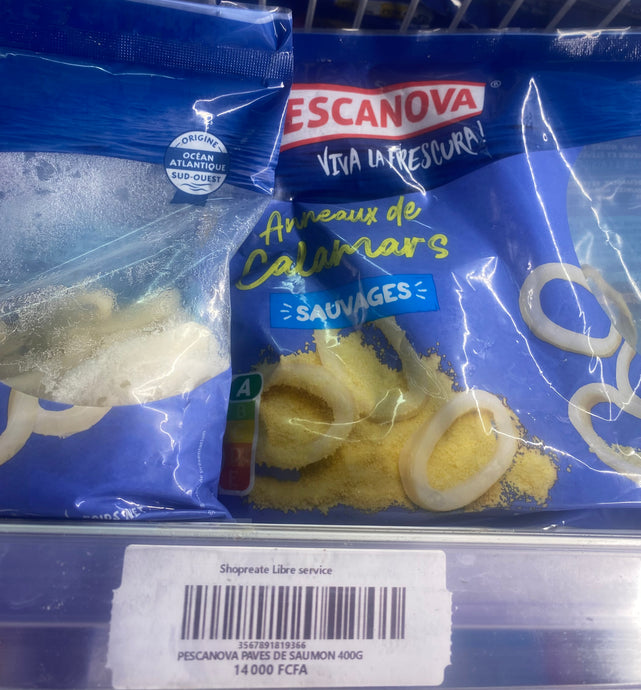 ORIGINE
OCÉAN
ATLANTIQUE
SUD-OUEST
ESCANOVA
VIVA LA FRESCURA!
Anneaux de
Calamars
SAUVAGES
A
B
Shopreate Libre service
3567891819366
PESCANOVA PAVES DE SAUMON 400G
14 000 FCFA